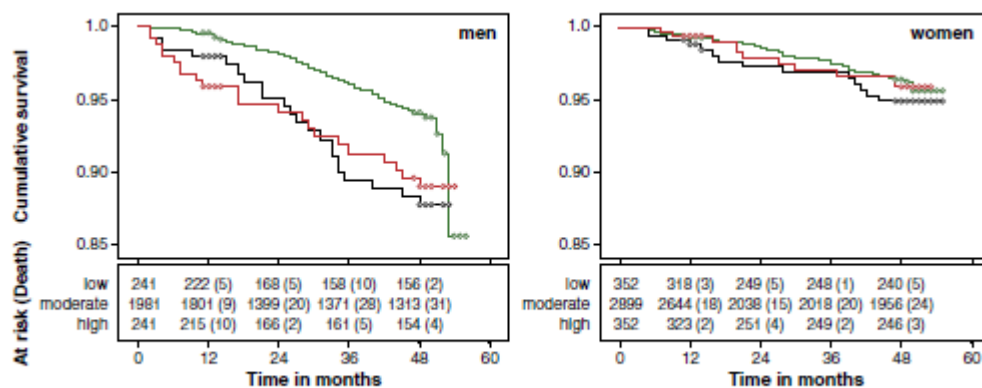 Cumulative survival
At risk (Death)
men
1.0
0.95
0.90
0.85
low 241 222 (5) 168 (5) 158 (10) 156 (2)
moderate 1981 1801 (9) 1399 (20) 1371 (28) 1313 (31)
high 241 215 (10) 166 (2) 161 (5) 154 (4)
0 12 24 36 48 60
Time in months
women
1.0
0.95
0.90
0.85
low 352 318 (3) 249 (5) 248 (1) 240 (5)
moderate 2899 2644 (18) 2038 (15) 2018 (20) 1956 (24)
high 352 323 (2) 251 (4) 249 (2) 246 (3)
0 12 24 36 48 60
Time in months